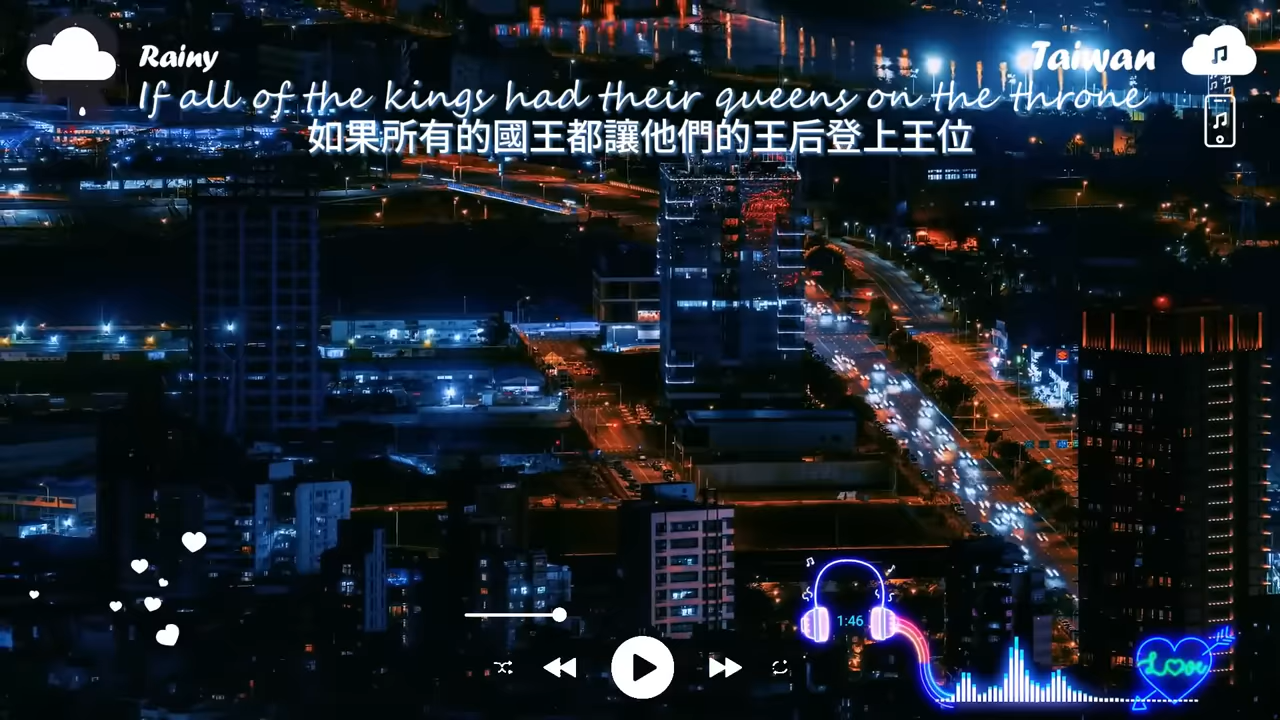 Rainy
Taiwan
If all of the kings had their queens on the throne
如果所有的國王都讓他們的王后登上王位
1:46
Love